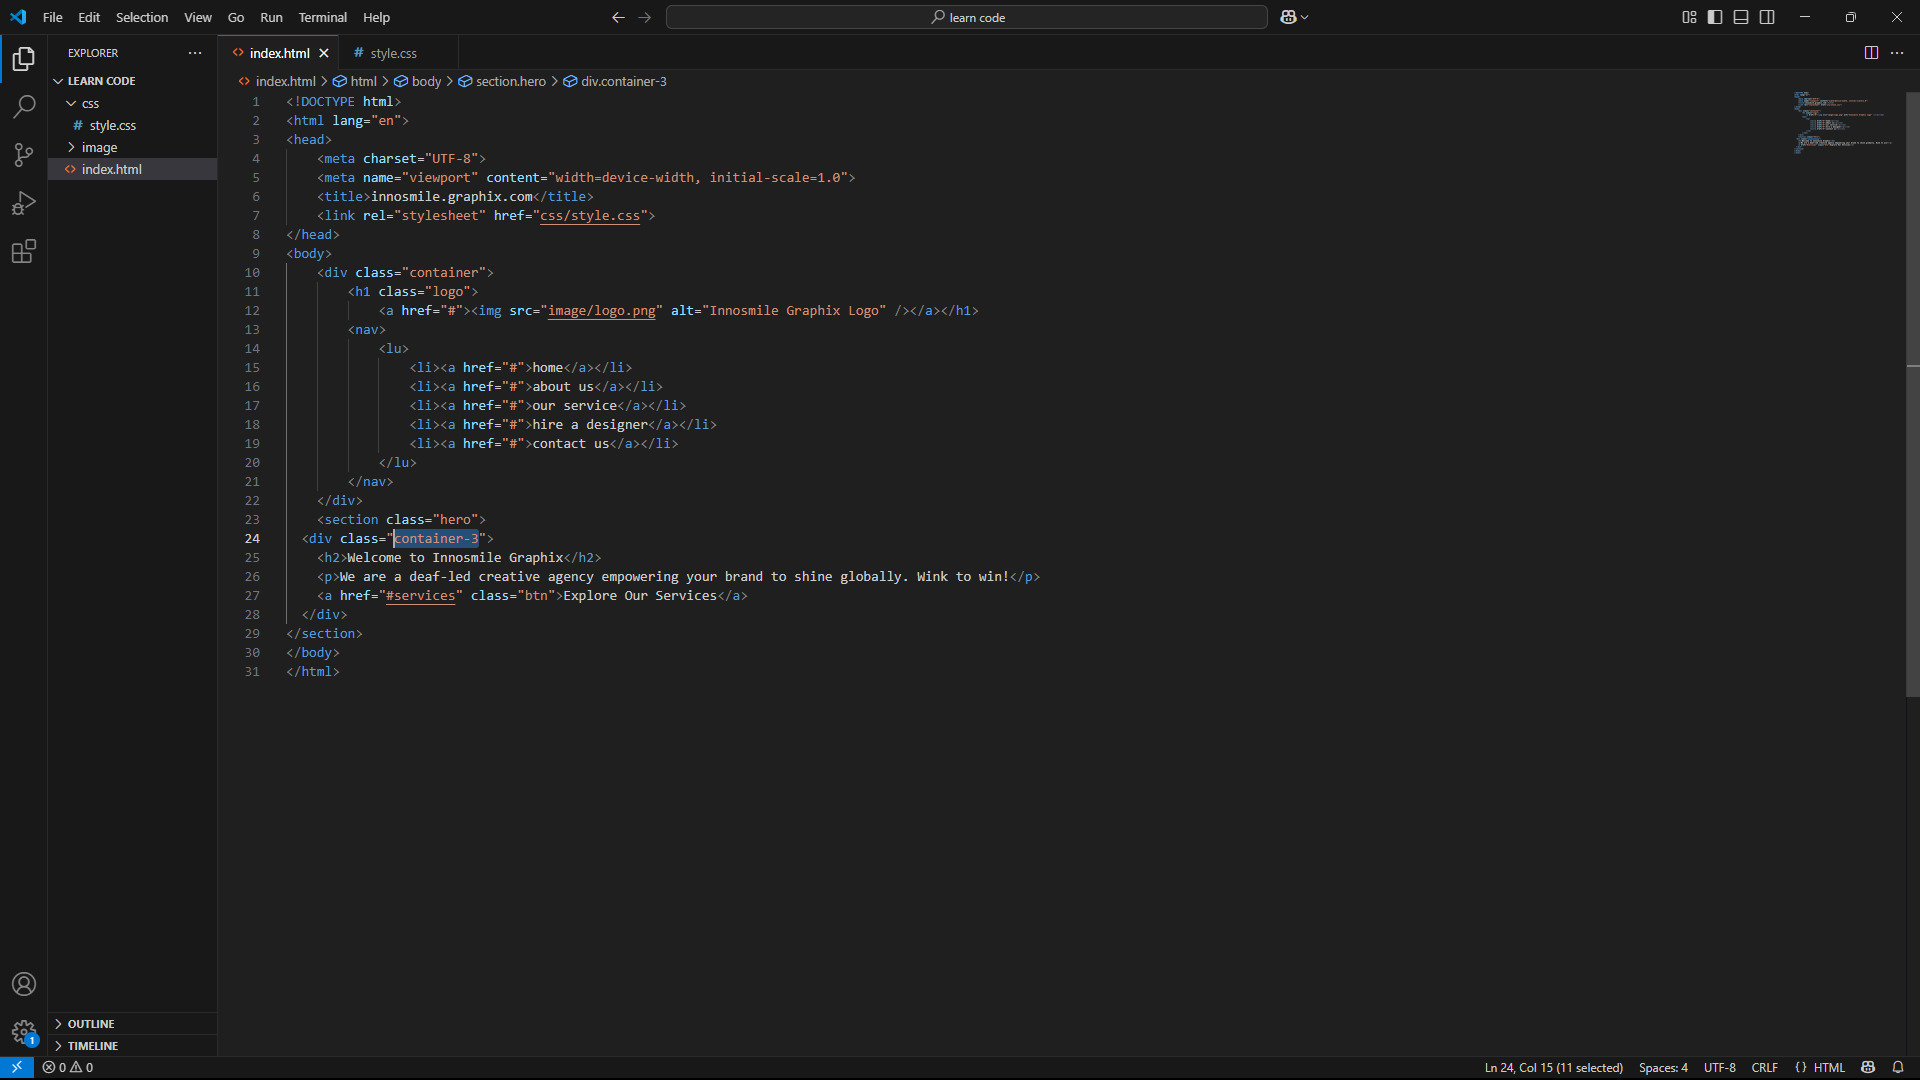 File Edit Selection View Go Run Terminal Help
learn code
EXPLORER
LEARN CODE
css
# style.css
image
<> index.html
OUTLINE
TIMELINE
<> index.html
# style.css
<> index.html > html > body > section.hero > div.container-3
1 <!DOCTYPE html>
2 <html lang="en">
3 <head>
4 <meta charset="UTF-8">
5 <meta name="viewport" content="width=device-width, initial-scale=1.0">
6 <title>innosmile.graphix.com</title>
7 <link rel="stylesheet" href="css/style.css">
8 </head>
9 <body>
10 <div class="container">
11 <h1 class="logo">
12 <a href="#"><img src="image/logo.png" alt="Innosmile Graphix Logo" /></a></h1>
13 <nav>
14 <lu>
15 <li><a href="#">home</a></li>
16 <li><a href="#">about us</a></li>
17 <li><a href="#">our service</a></li>
18 <li><a href="#">hire a designer</a></li>
19 <li><a href="#">contact us</a></li>
20 </lu>
21 </nav>
22 </div>
23 <section class="hero">
24 <div class="container-3">
25 <h2>Welcome to Innosmile Graphix</h2>
26 <p>We are a deaf-led creative agency empowering your brand to shine globally. Wink to win!</p>
27 <a href="#services" class="btn">Explore Our Services</a>
28 </div>
29 </section>
30 </body>
31 </html>
1
0 0
Ln 24, Col 15 (11 selected) Spaces: 4 UTF-8 CRLF {} HTML